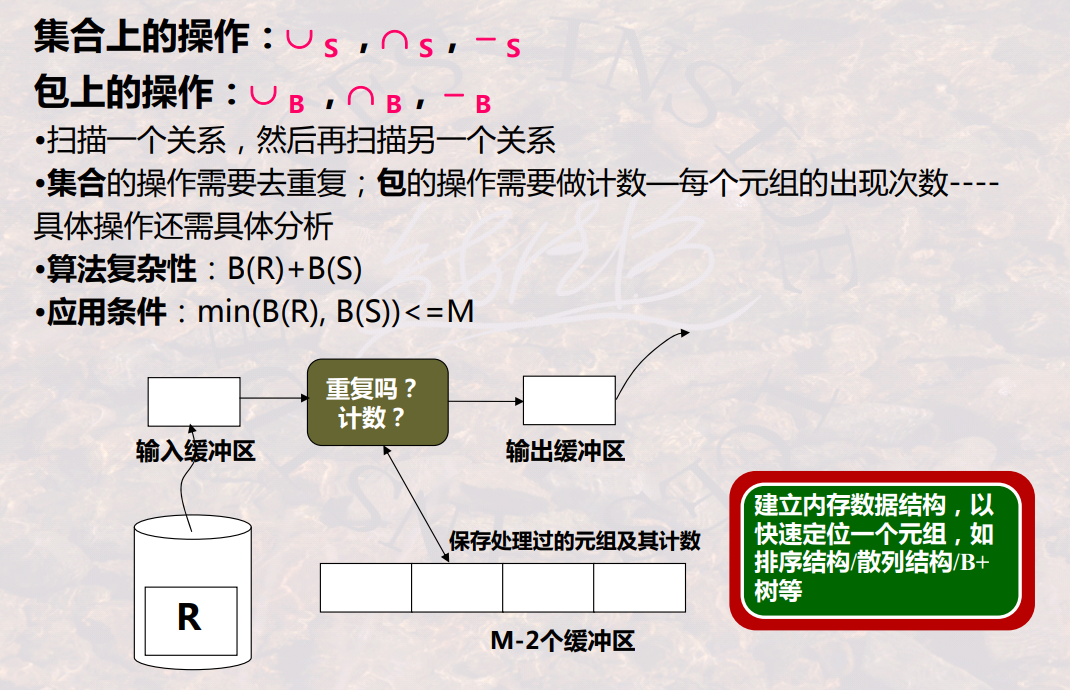 集合上的操作：∪ S ，∩ S ，− S
包上的操作：∪ B ，∩ B ，− B
•扫描一个关系，然后再扫描另一个关系
•集合的操作需要去重复；包的操作需要做计数—每个元组的出现次数----
具体操作还需具体分析
•算法复杂性：B(R)+B(S)
•应用条件：min(B(R), B(S))<=M
重复吗？
计数？
输入缓冲区
输出缓冲区
保存处理过的元组及其计数
R
M-2个缓冲区
建立内存数据结构，以
快速定位一个元组，如
排序结构/散列结构/B+
树等